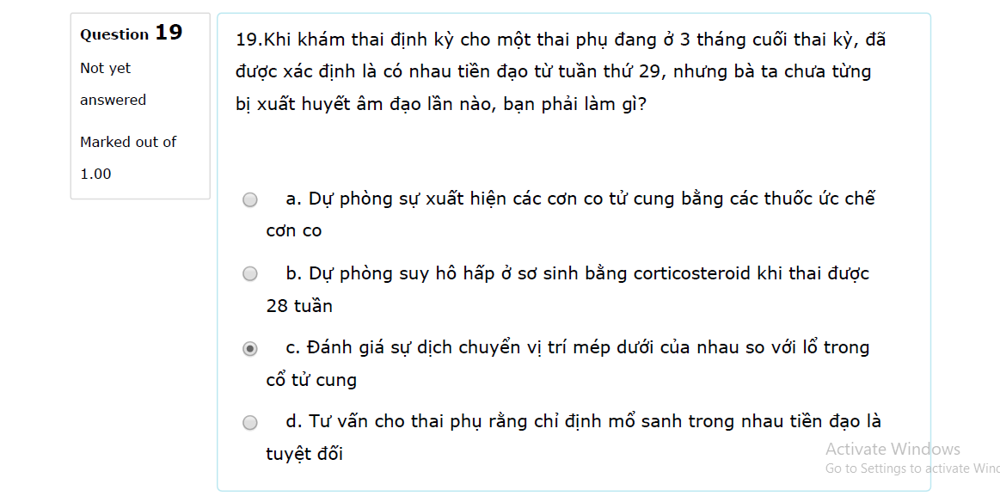 Question 19
Not yet
answered
Marked out of
1.00
19.Khi khám thai định kỳ cho một thai phụ đang ở 3 tháng cuối thai kỳ, đã
được xác định là có nhau tiền đạo từ tuần thứ 29, nhưng bà ta chưa từng
bị xuất huyết âm đạo lần nào, bạn phải làm gì?
a. Dự phòng sự xuất hiện các cơn co tử cung bằng các thuốc ức chế
cơn co
b. Dự phòng suy hô hấp ở sơ sinh bằng corticosteroid khi thai được
28 tuần
c. Đánh giá sự dịch chuyển vị trí mép dưới của nhau so với lổ trong
cổ tử cung
d. Tư vấn cho thai phụ rằng chỉ định mổ sanh trong nhau tiền đạo là
tuyệt đối
Activate Windows
Go to Settings to activate Winc